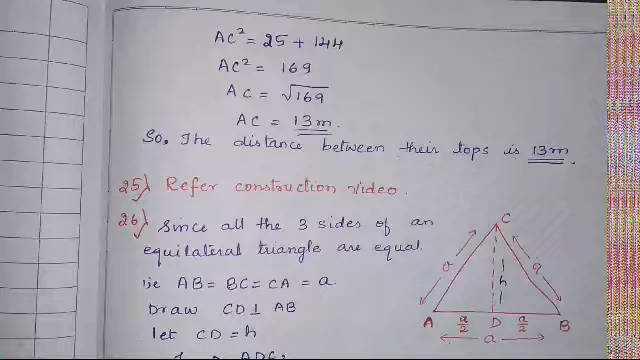 AC² = 25 + 144
AC² = 169
AC = √169
AC = 13m.
So, The distance between their tops is 13m.
25) Refer construction video.
26) Since all the 3 sides of an
equilateral triangle are equal.
ie AB = BC = CA = a.
Draw CD⊥ AB
let CD = h
ADC,
C
a
h
a
A
a/2
D
a/2
B
a